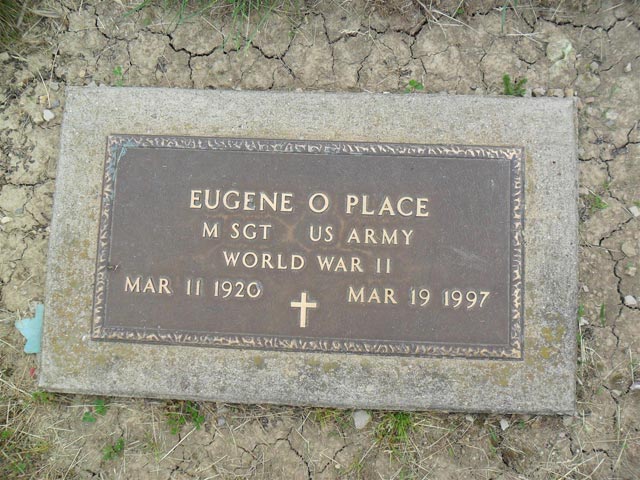 EUGENE O PLACE
M SGT US ARMY
WORLD WAR II
MAR 11 1920 MAR 19 1997